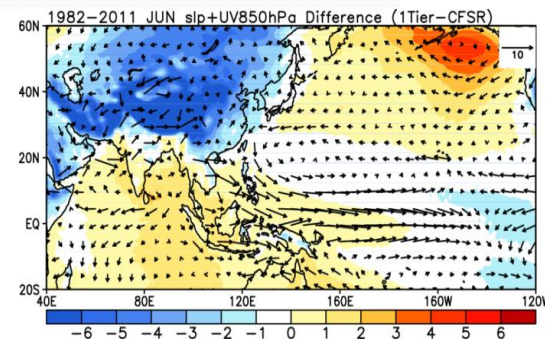 1982-2011 JUN slp+UV850hPa Difference (1Tier-CFSR)
60N
10
40N
20N
EQ
20S
40E 80E 120E 160E 160W 120W
-6 -5 -4 -3 -2 -1 0 1 2 3 4 5 6